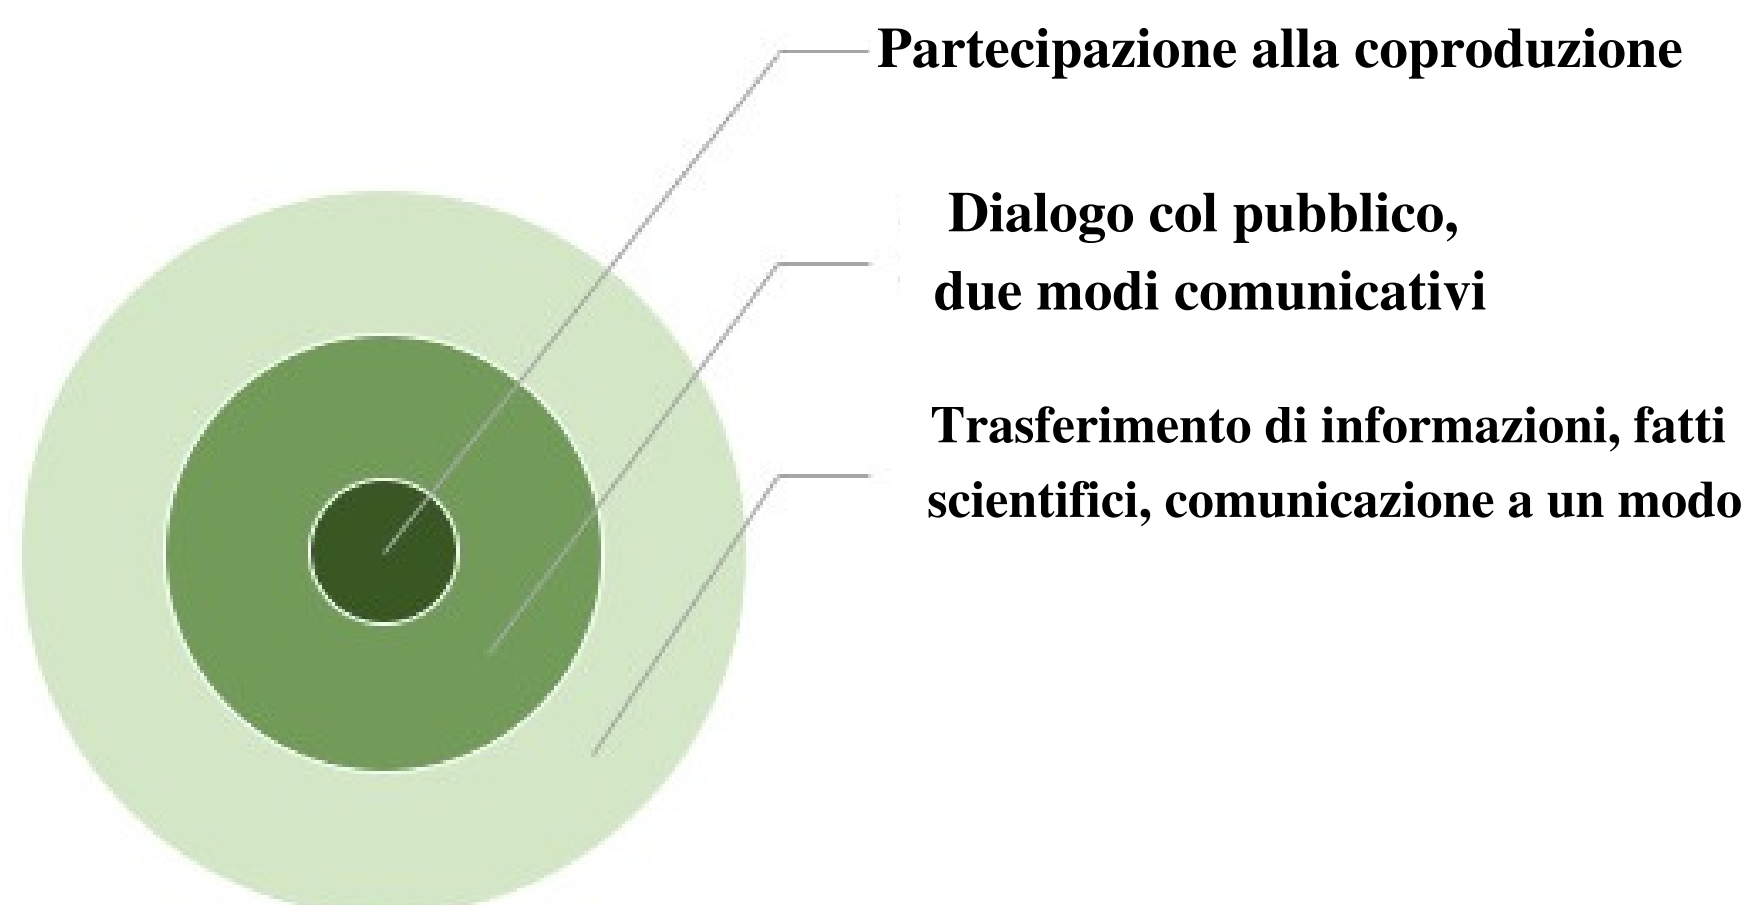 Partecipazione alla coproduzione
Dialogo col pubblico,
due modi comunicativi
Trasferimento di informazioni, fatti
scientifici, comunicazione a un modo